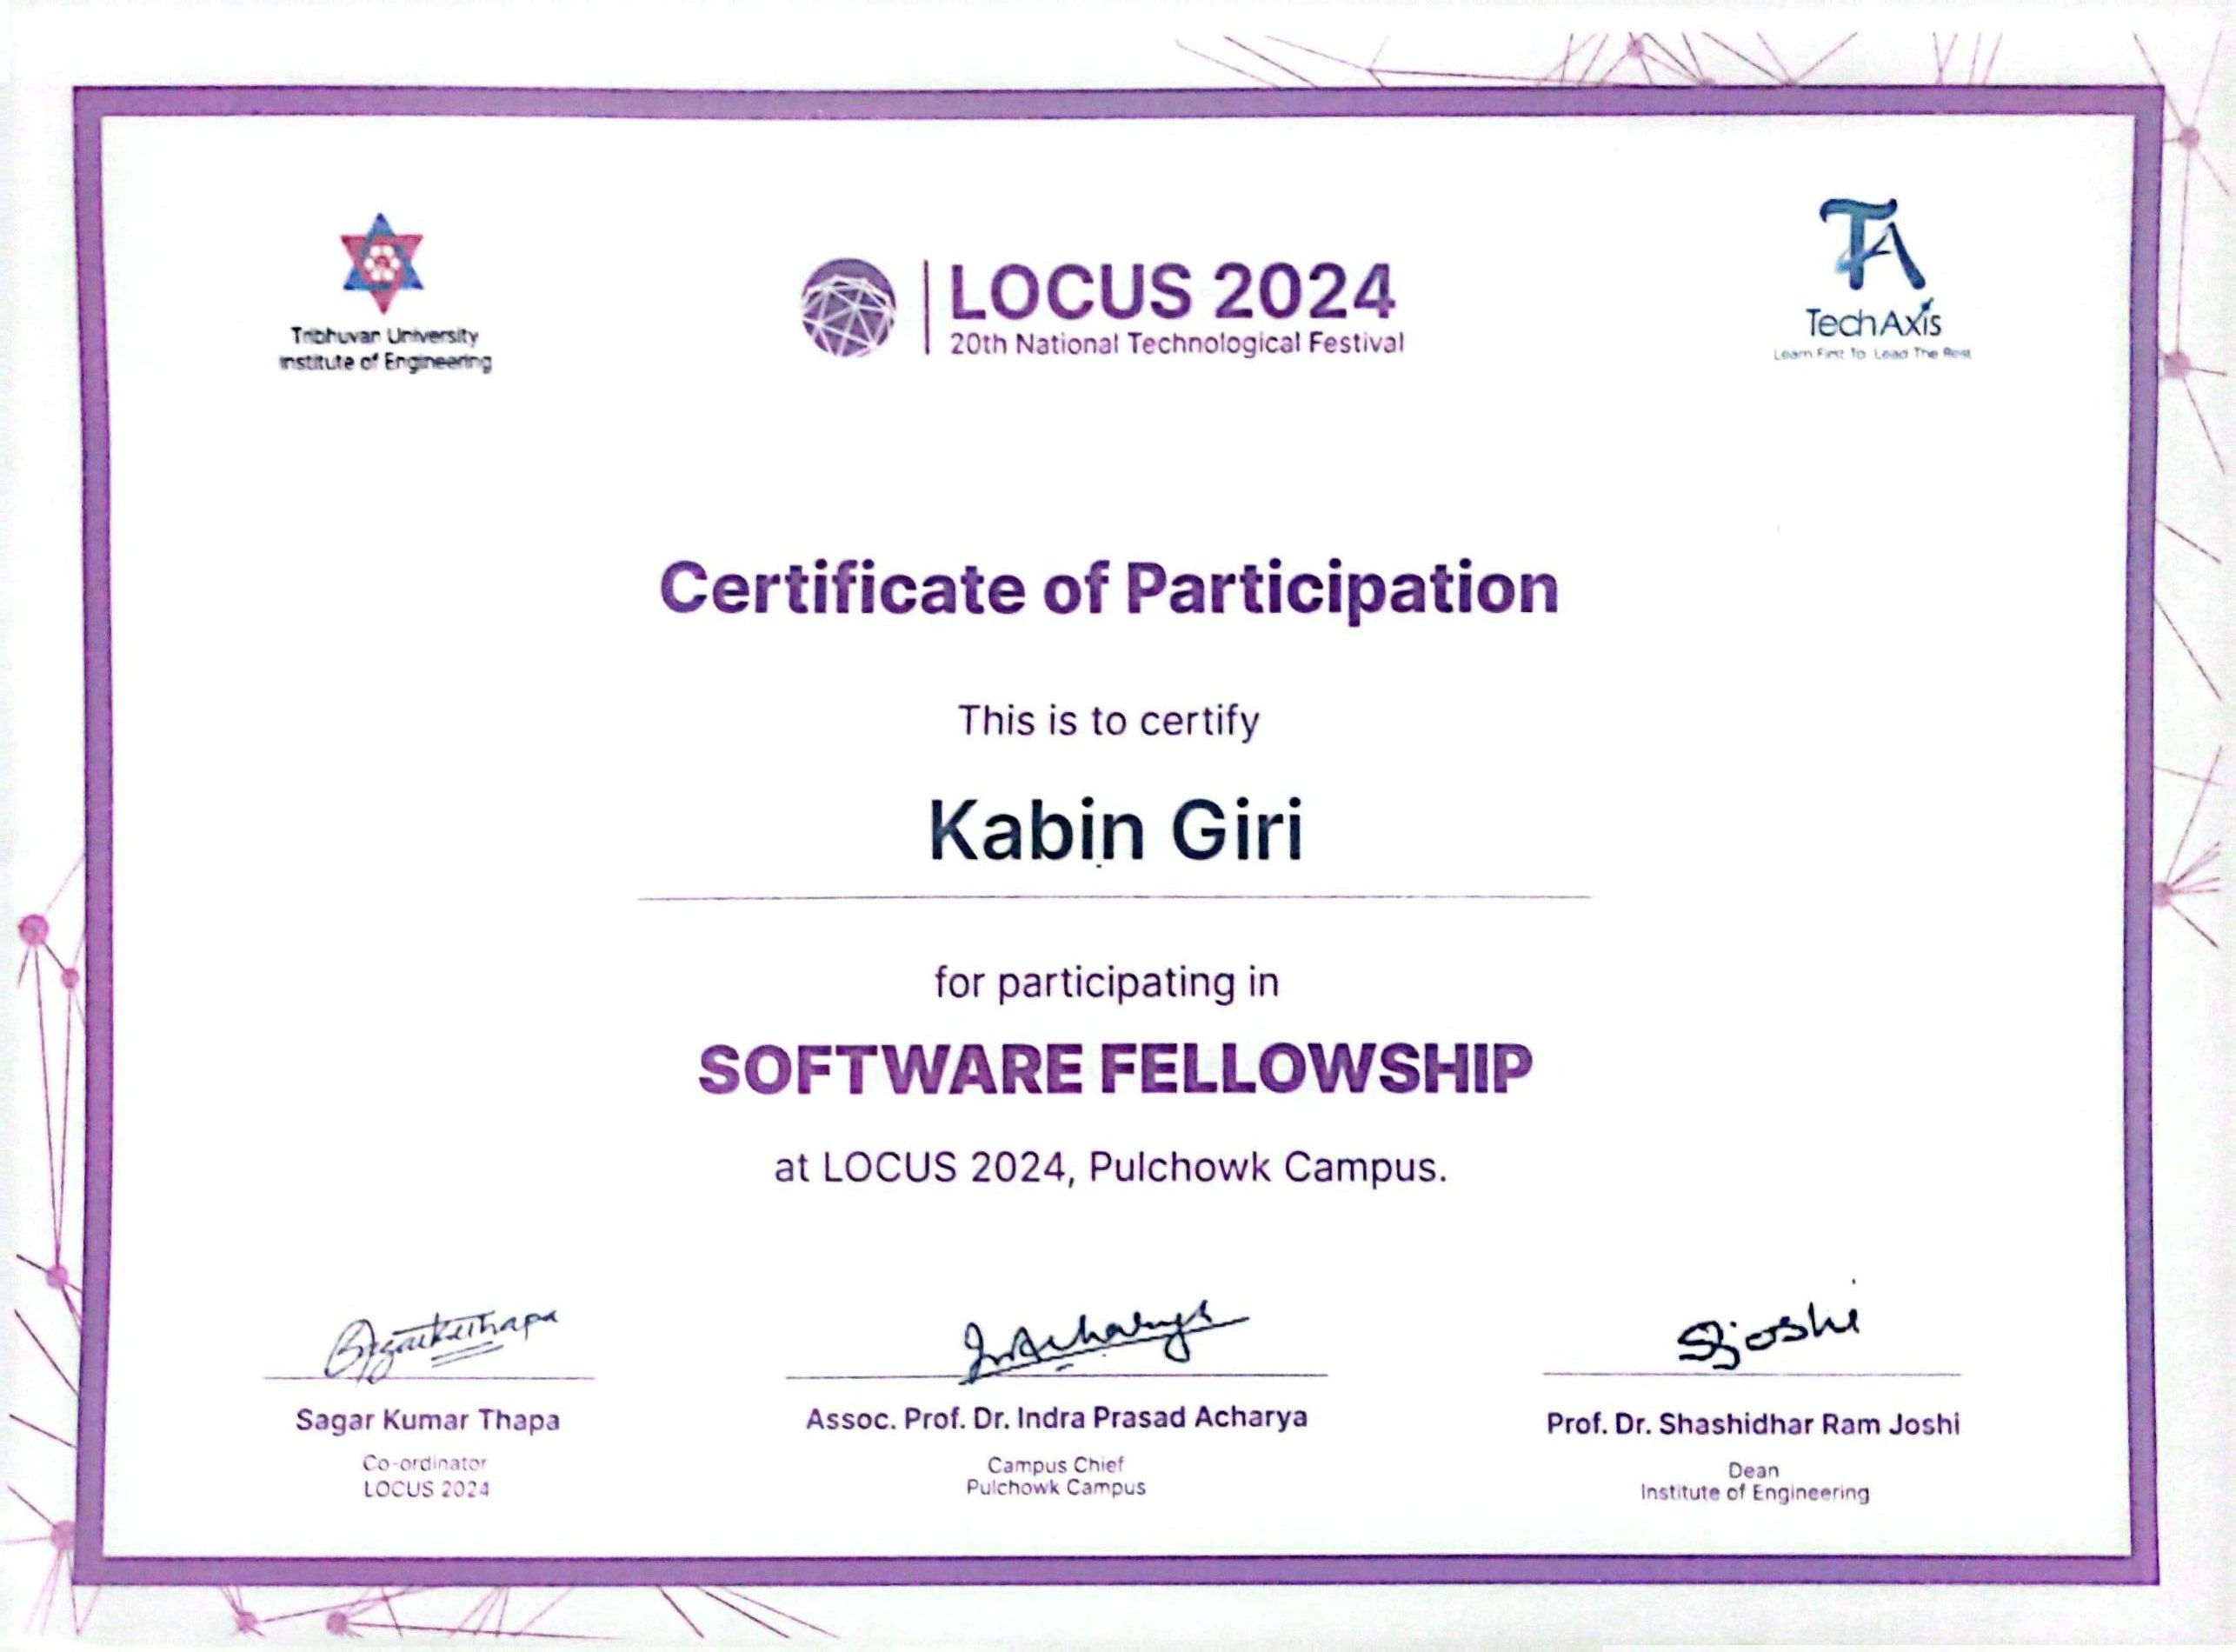 Tribhuvan University
Institute of Engineering
LOCUS 2024
20th National Technological Festival
TA
TechAxis
Learn First To Lead The Rest
Certificate of Participation
This is to certify
Kabin Giri
for participating in
SOFTWARE FELLOWSHIP
at LOCUS 2024, Pulchowk Campus.
Sagar Kumar Thapa
Co-ordinator
LOCUS 2024
Assoc. Prof. Dr. Indra Prasad Acharya
Campus Chief
Pulchowk Campus
Sjoshi
Prof. Dr. Shashidhar Ram Joshi
Dean
Institute of Engineering